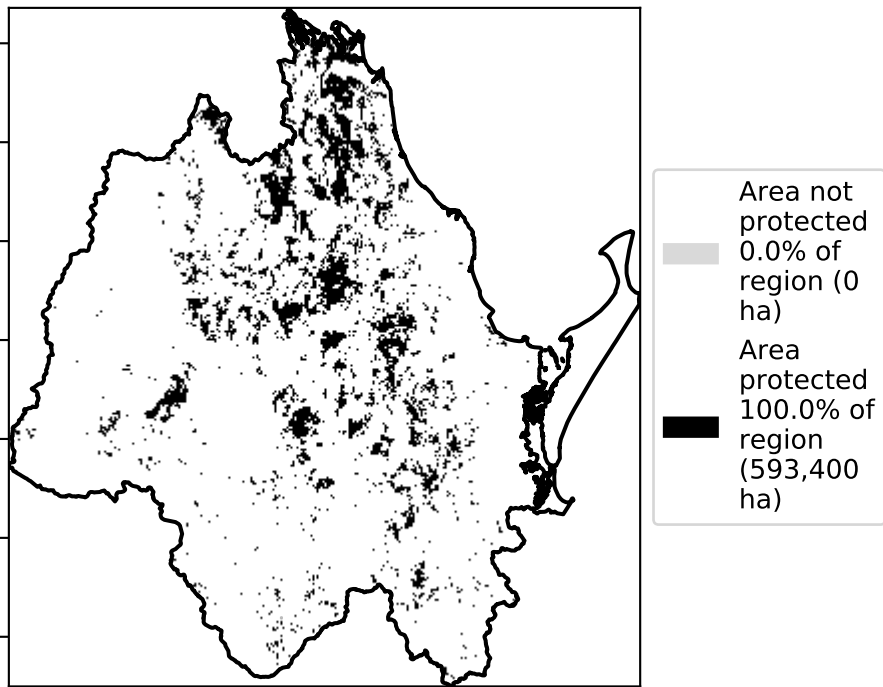 Area not
protected
0.0% of
region (0
ha)
Area
protected
100.0% of
region
(593,400
ha)